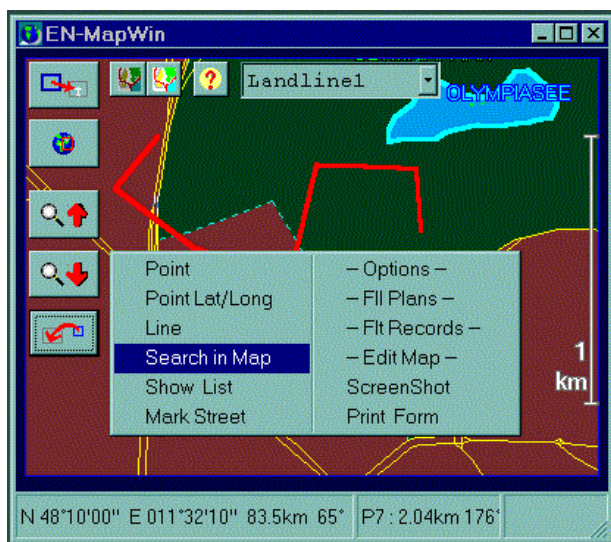 EN-MapWin
Landline1
OLYMPIASEE
Point
Point Lat/Long
Line
Search in Map
Show List
Mark Street
– Options –
– Fll Plans –
– Flt Records –
– Edit Map –
ScreenShot
Print Form
1
km
N 48°10'00" E 011°32'10" 83.5km 65° P7 : 2.04km 176°